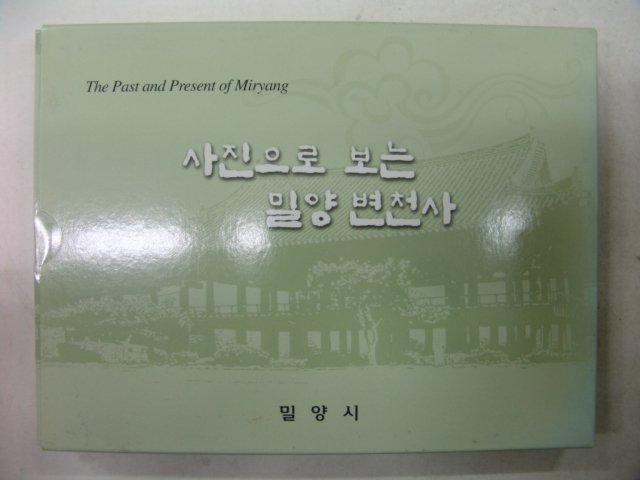 The Past and Present of Miryang
사진으로 보는
밀양 변천사
밀양시